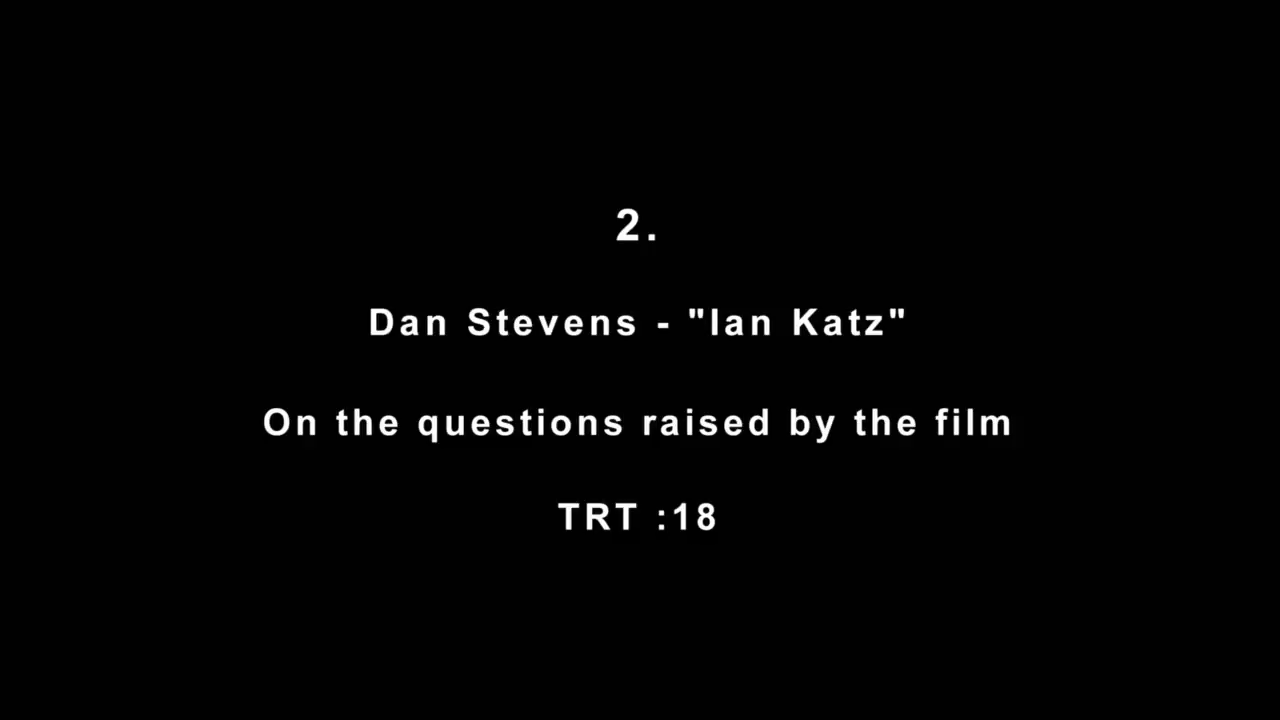 2.
Dan Stevens - "Ian Katz"
On the questions raised by the film
TRT :18